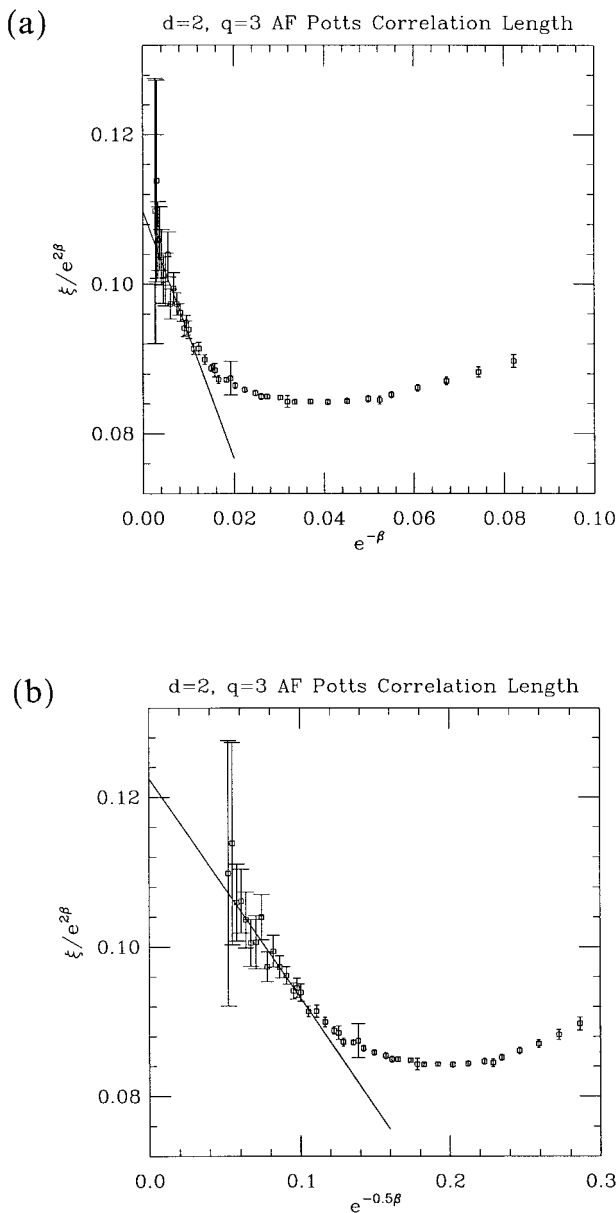 (a)
d=2, q=3 AF Potts Correlation Length
0.12
0.10
0.08
ξ/e^{2β}
0.00 0.02 0.04 0.06 0.08 0.10
e^{-β}
(b)
d=2, q=3 AF Potts Correlation Length
0.12
0.10
0.08
ξ/e^{2β}
0.0 0.1 0.2 0.3
e^{-0.5β}